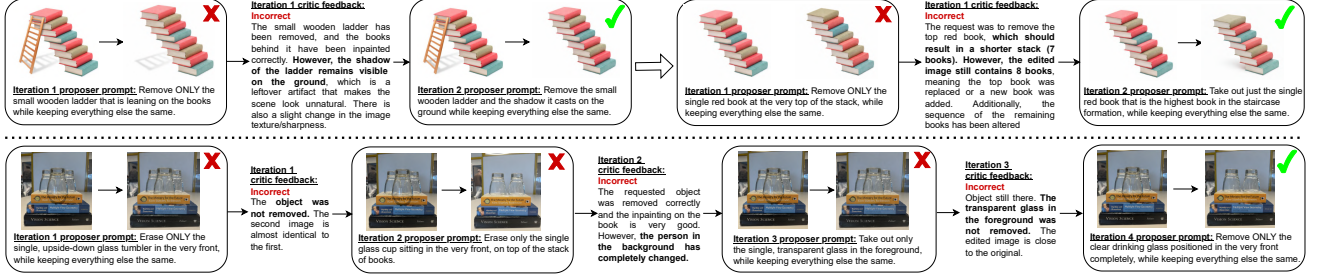 Iteration 1 critic feedback:
Incorrect
The small wooden ladder has
been removed, and the books
behind it have been inpainted
correctly. However, the shadow
of the ladder remains visible
on the ground, which is a
leftover artifact that makes the
scene look unnatural. There is
also a slight change in the image
texture/sharpness.
Iteration 1 proposer prompt: Remove ONLY the
small wooden ladder that is leaning on the books
while keeping everything else the same.
Iteration 2 proposer prompt: Remove the small
wooden ladder and the shadow it casts on the
ground while keeping everything else the same.
Iteration 1 proposer prompt: Remove ONLY the
single red book at the very top of the stack, while
keeping everything else the same.
Iteration 1 critic feedback:
Incorrect
The request was to remove the
top red book, which should
result in a shorter stack (7
books). However, the edited
image still contains 8 books,
meaning the top book was
replaced or a new book was
added. Additionally, the
sequence of the remaining
books has been altered
Iteration 2 proposer prompt: Take out just the single
red book that is the highest book in the staircase
formation, while keeping everything else the same.
Iteration 1 proposer prompt: Erase ONLY the
single, upside-down glass tumbler in the very front,
while keeping everything else the same.
Iteration 1
critic feedback:
Incorrect
The object was
not removed. The
second image is
almost identical to
the first.
Iteration 2 proposer prompt: Erase only the single
glass cup sitting in the very front, on top of the stack
of books.
Iteration 2
critic feedback:
Incorrect
The requested object
was removed correctly
and the inpainting on the
book is very good.
However, the person in
the background has
completely changed.
Iteration 3 proposer prompt: Take out only
the single, transparent glass in the foreground,
while keeping everything else the same.
Iteration 3
critic feedback:
Incorrect
Object still there. The
transparent glass in
the foreground was
not removed. The
edited image is close
to the original.
Iteration 4 proposer prompt: Remove ONLY the
clear drinking glass positioned in the very front
completely, while keeping everything else the same.
VISION SCIENCE
VISION SCIENCE
VISION SCIENCE
VISION SCIENCE
VISION SCIENCE
VISION SCIENCE
VISION SCIENCE
VISION SCIENCE